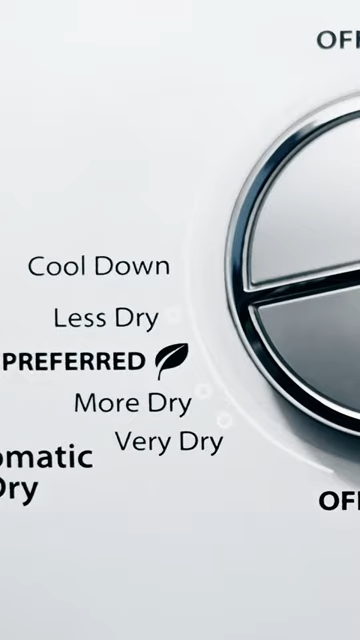 OFF
Cool Down
Less Dry
PREFERRED
More Dry
Very Dry
omatic
Dry
OFF